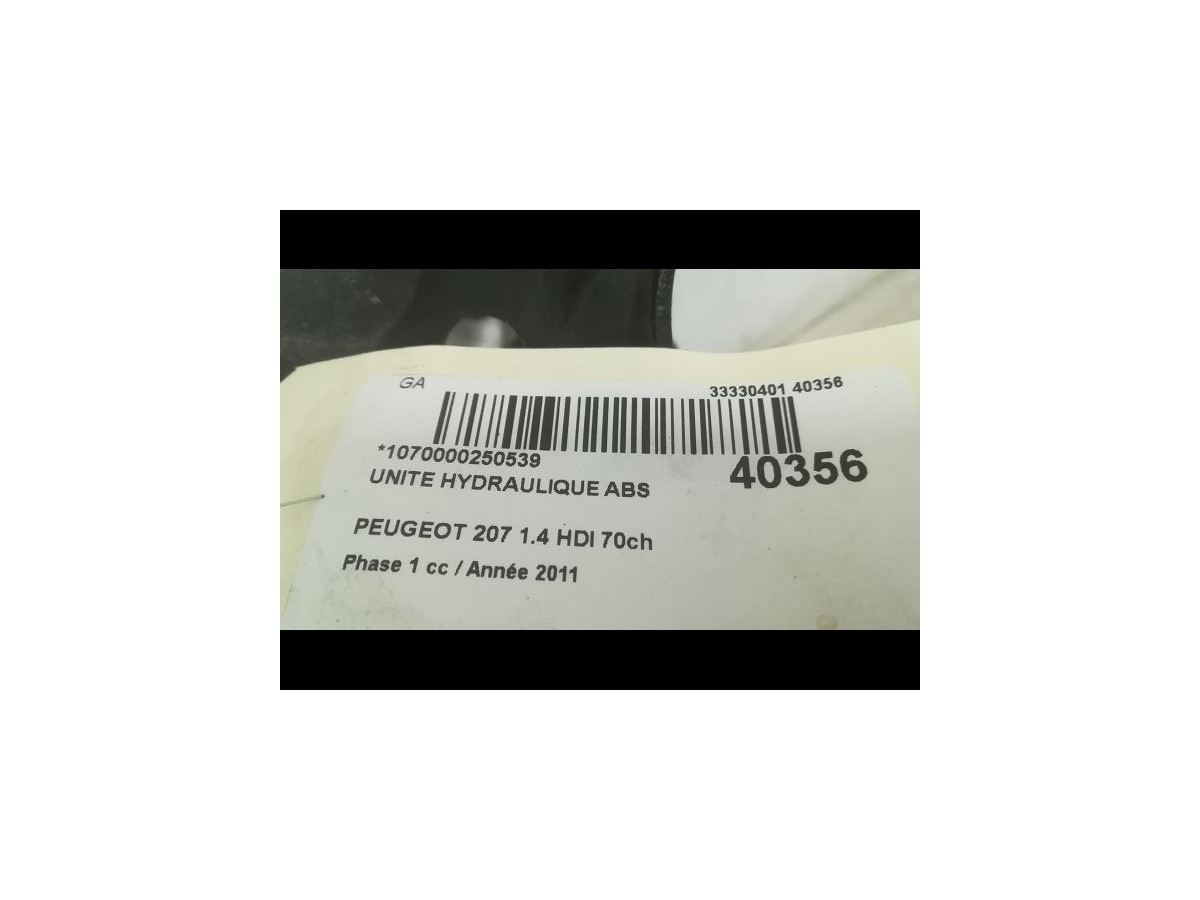 GA
33330401 40356
*1070000250539
40356
UNITE HYDRAULIQUE ABS
PEUGEOT 207 1.4 HDI 70ch
Phase 1 cc / Année 2011